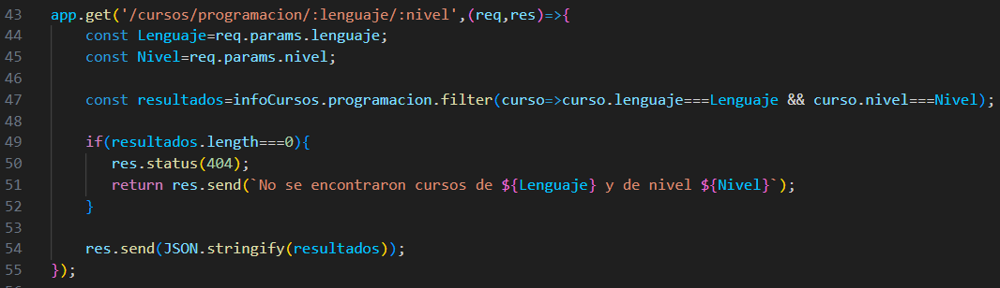 43 app.get('/cursos/programacion/:lenguaje/:nivel',(req,res)=>{
44     const Lenguaje=req.params.lenguaje;
45     const Nivel=req.params.nivel;
46
47     const resultados=infoCursos.programacion.filter(curso=>curso.lenguaje===Lenguaje && curso.nivel===Nivel);
48
49     if(resultados.length===0){
50        res.status(404);
51        return res.send(`No se encontraron cursos de ${Lenguaje} y de nivel ${Nivel}`);
52     }
53
54     res.send(JSON.stringify(resultados));
55 });